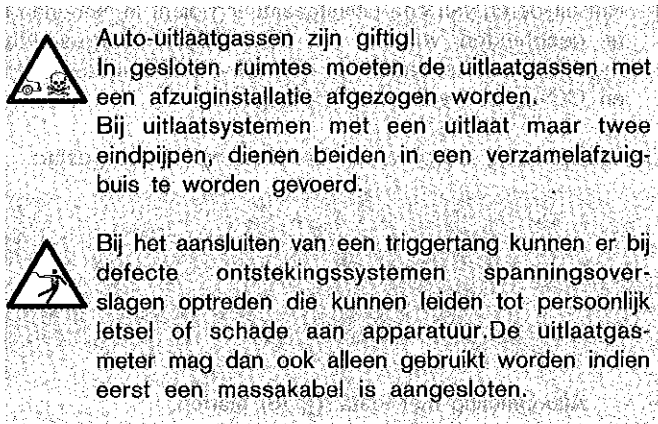 Auto-uitlaatgassen zijn giftig!
In gesloten ruimtes moeten de uitlaatgassen met
een afzuiginstallatie afgezogen worden.
Bij uitlaatsystemen met een uitlaat maar twee
eindpijpen, dienen beiden in een verzamelafzuig-
buis te worden gevoerd.
Bij het aansluiten van een triggertang kunnen er bij
defecte ontstekingssystemen spanningsover-
slagen optreden die kunnen leiden tot persoonlijk
letsel of schade aan apparatuur.De uitlaatgas-
meter mag dan ook alleen gebruikt worden indien
eerst een massakabel is aangesloten.